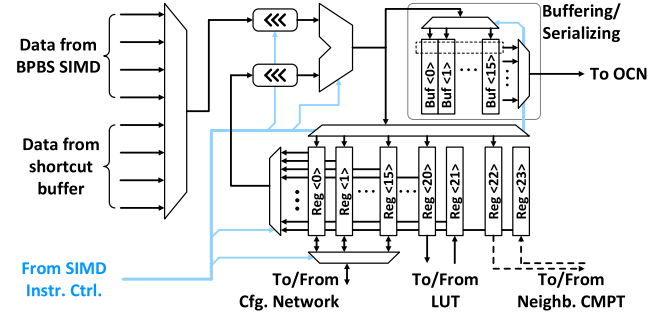 Data from
BPBS SIMD
Data from
shortcut
buffer
From SIMD
Instr. Ctrl.
<<<
<<<
Buffering/
Serializing
Buf <0>
Buf <1>
Buf <15>
To OCN
Reg <0>
Reg <1>
Reg <15>
Reg <20>
Reg <21>
Reg <22>
Reg <23>
To/From
Cfg. Network
To/From
LUT
To/From
Neighb. CMPT